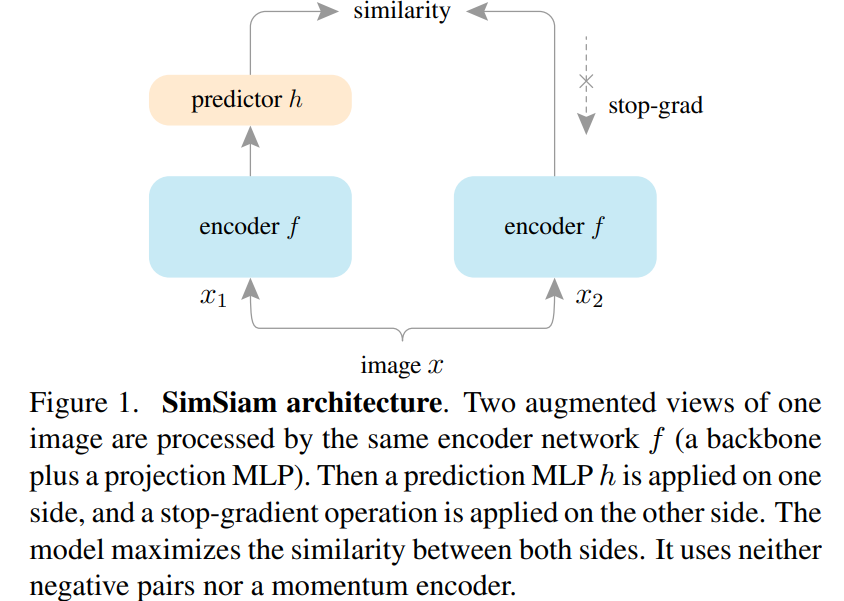 similarity
predictor h
stop-grad
encoder f
encoder f
x₁
x₂
image x
Figure 1. SimSiam architecture. Two augmented views of one
image are processed by the same encoder network f (a backbone
plus a projection MLP). Then a prediction MLP h is applied on one
side, and a stop-gradient operation is applied on the other side. The
model maximizes the similarity between both sides. It uses neither
negative pairs nor a momentum encoder.